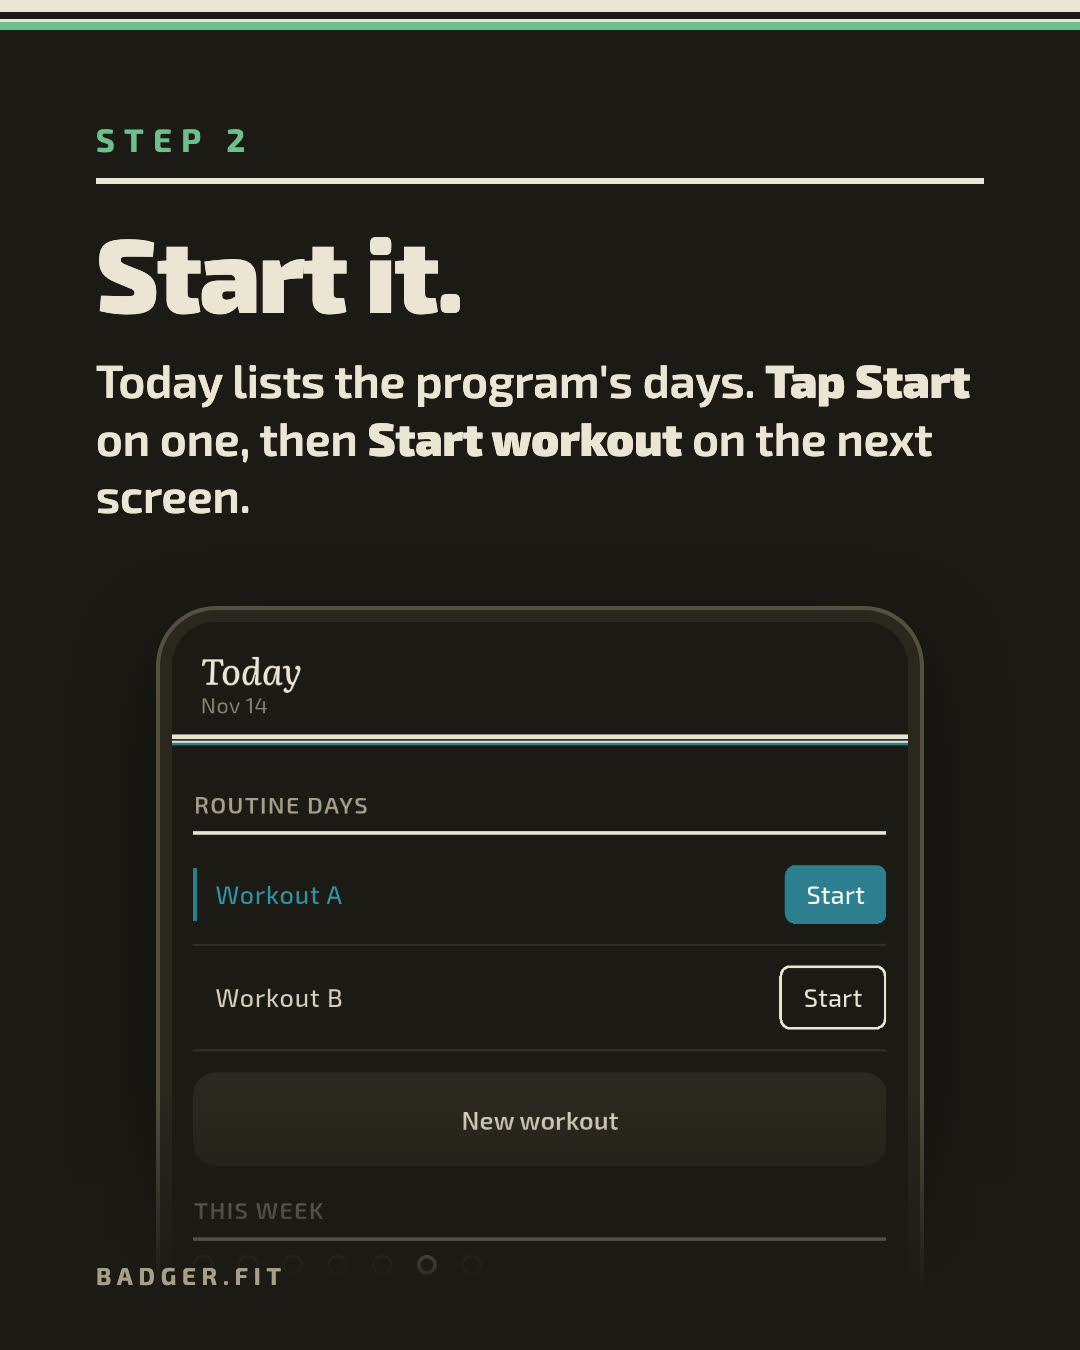 STEP 2
Start it.
Today lists the program's days. Tap Start
on one, then Start workout on the next
screen.
Today
Nov 14
ROUTINE DAYS
Workout A
Start
Workout B
Start
New workout
THIS WEEK
BADGER.FIT